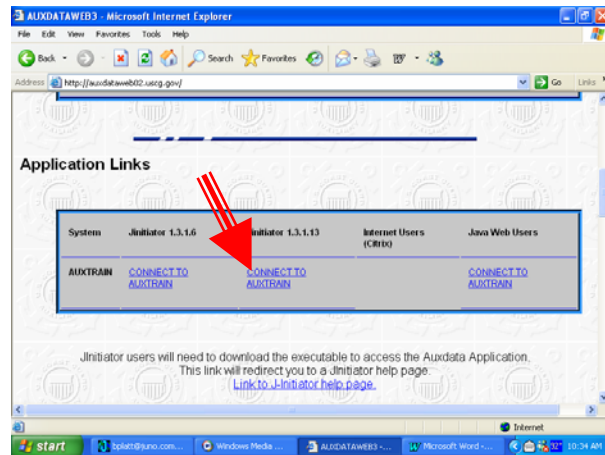 AUXDATAWEB3 - Microsoft Internet Explorer
File Edit View Favorites Tools Help
Back Search Favorites
Address http://auxdataweb02.uscg.gov/ Go Links
Application Links
System Jinitiator 1.3.1.6 initiator 1.3.1.13 Internet Users Java Web Users
(Citrix)
AUXTRAIN CONNECT TO CONNECT TO CONNECT TO
AUXTRAIN AUXTRAIN AUXTRAIN
JInitiator users will need to download the executable to access the Auxdata Application.
This link will redirect you to a JInitiator help page.
Link to J-Initiator help page.
Internet
start bplatt@juno.com... Windows Media ... AUXDATAWEB3 -... Microsoft Word -... 10:34 AM